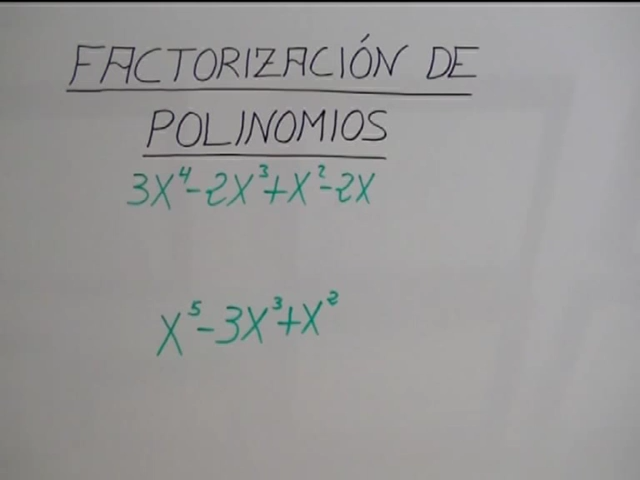 FACTORIZACIÓN DE
POLINOMIOS
3X⁴-2X³+X²-2X
X⁵-3X³+X²